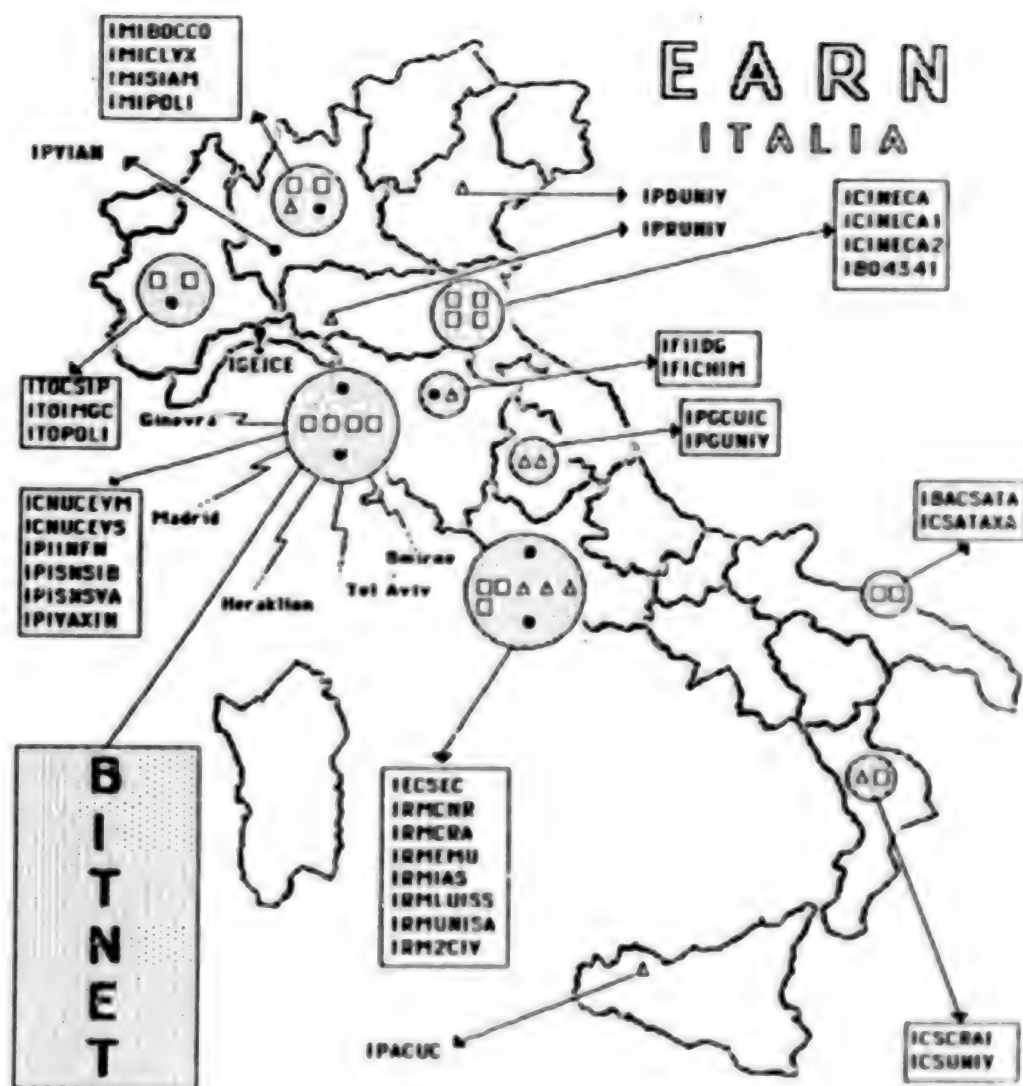 EARN
ITALIA
IMIBOCCO
IMICLVX
IMISIAM
IMIPOLI
IPVIAN
IPDUNIV
IPRUNIV
ICINECA
ICINECA1
ICINECA2
IBO4341
IGEICE
IFIIDG
IFICHIM
ITOCSIP
ITOIMGC
ITOPOLI
Ginevra
IPGCUIC
IPGUNIV
ICNUCEVM
ICNUCEVS
IPIINFN
IPISNSIB
IPISNSVA
IPIVAXIN
Madrid
Smirne
Tel Aviv
Heraklion
IBACSATA
ICSATAXA
BITNET
IECSEC
IRMCNR
IRMCRA
IRMEMU
IRMIAS
IRMLUISS
IRMUNISA
IRM2CIV
IPACUC
ICSCRAI
ICSUNIV